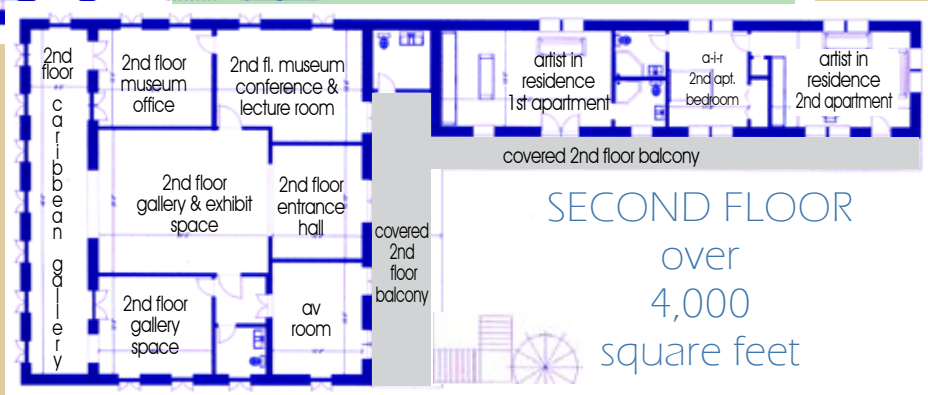 2nd
floor
caribbean gallery
2nd floor
museum
office
2nd fl. museum
conference &
lecture room
2nd floor
gallery & exhibit
space
2nd floor
entrance
hall
2nd floor
gallery
space
av
room
covered
2nd
floor
balcony
artist in
residence
1st apartment
a-i-r
2nd apt.
bedroom
artist in
residence
2nd apartment
covered 2nd floor balcony
SECOND FLOOR
over
4,000
square feet